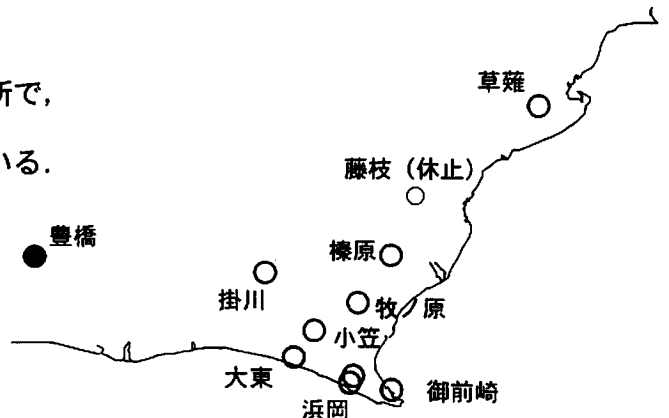 所で,
いる.
草薙
藤枝（休止）
豊橋
榛原
掛川
牧ノ原
小笠
大東
御前崎
浜岡